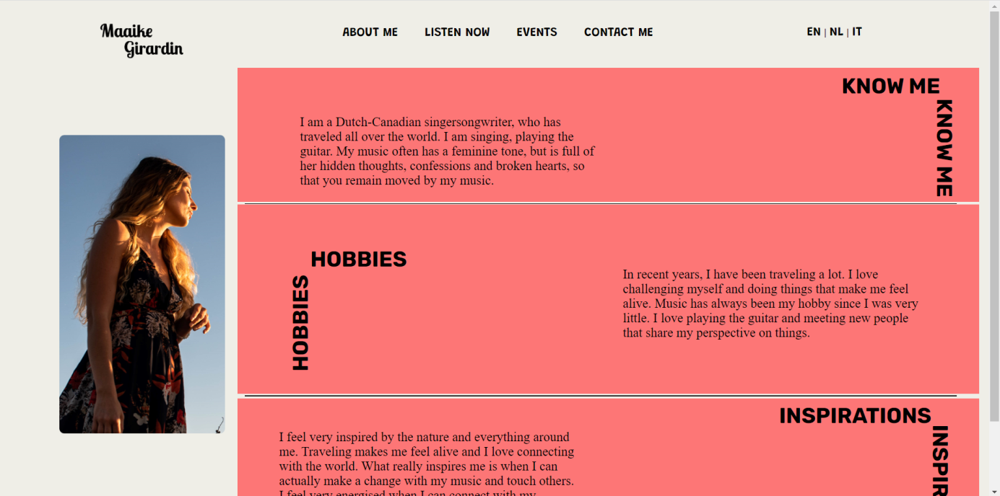 Maaike
Girardin
ABOUT ME LISTEN NOW EVENTS CONTACT ME
EN | NL | IT
KNOW ME
KNOW ME
I am a Dutch-Canadian singersongwriter, who has
traveled all over the world. I am singing, playing the
guitar. My music often has a feminine tone, but is full of
her hidden thoughts, confessions and broken hearts, so
that you remain moved by my music.
HOBBIES
HOBBIES
In recent years, I have been traveling a lot. I love
challenging myself and doing things that make me feel
alive. Music has always been my hobby since I was very
little. I love playing the guitar and meeting new people
that share my perspective on things.
INSPIRATIONS
INSPIR
I feel very inspired by the nature and everything around
me. Traveling makes me feel alive and I love connecting
with the world. What really inspires me is when I can
actually make a change with my music and touch others.
I feel very energised when I can connect with my